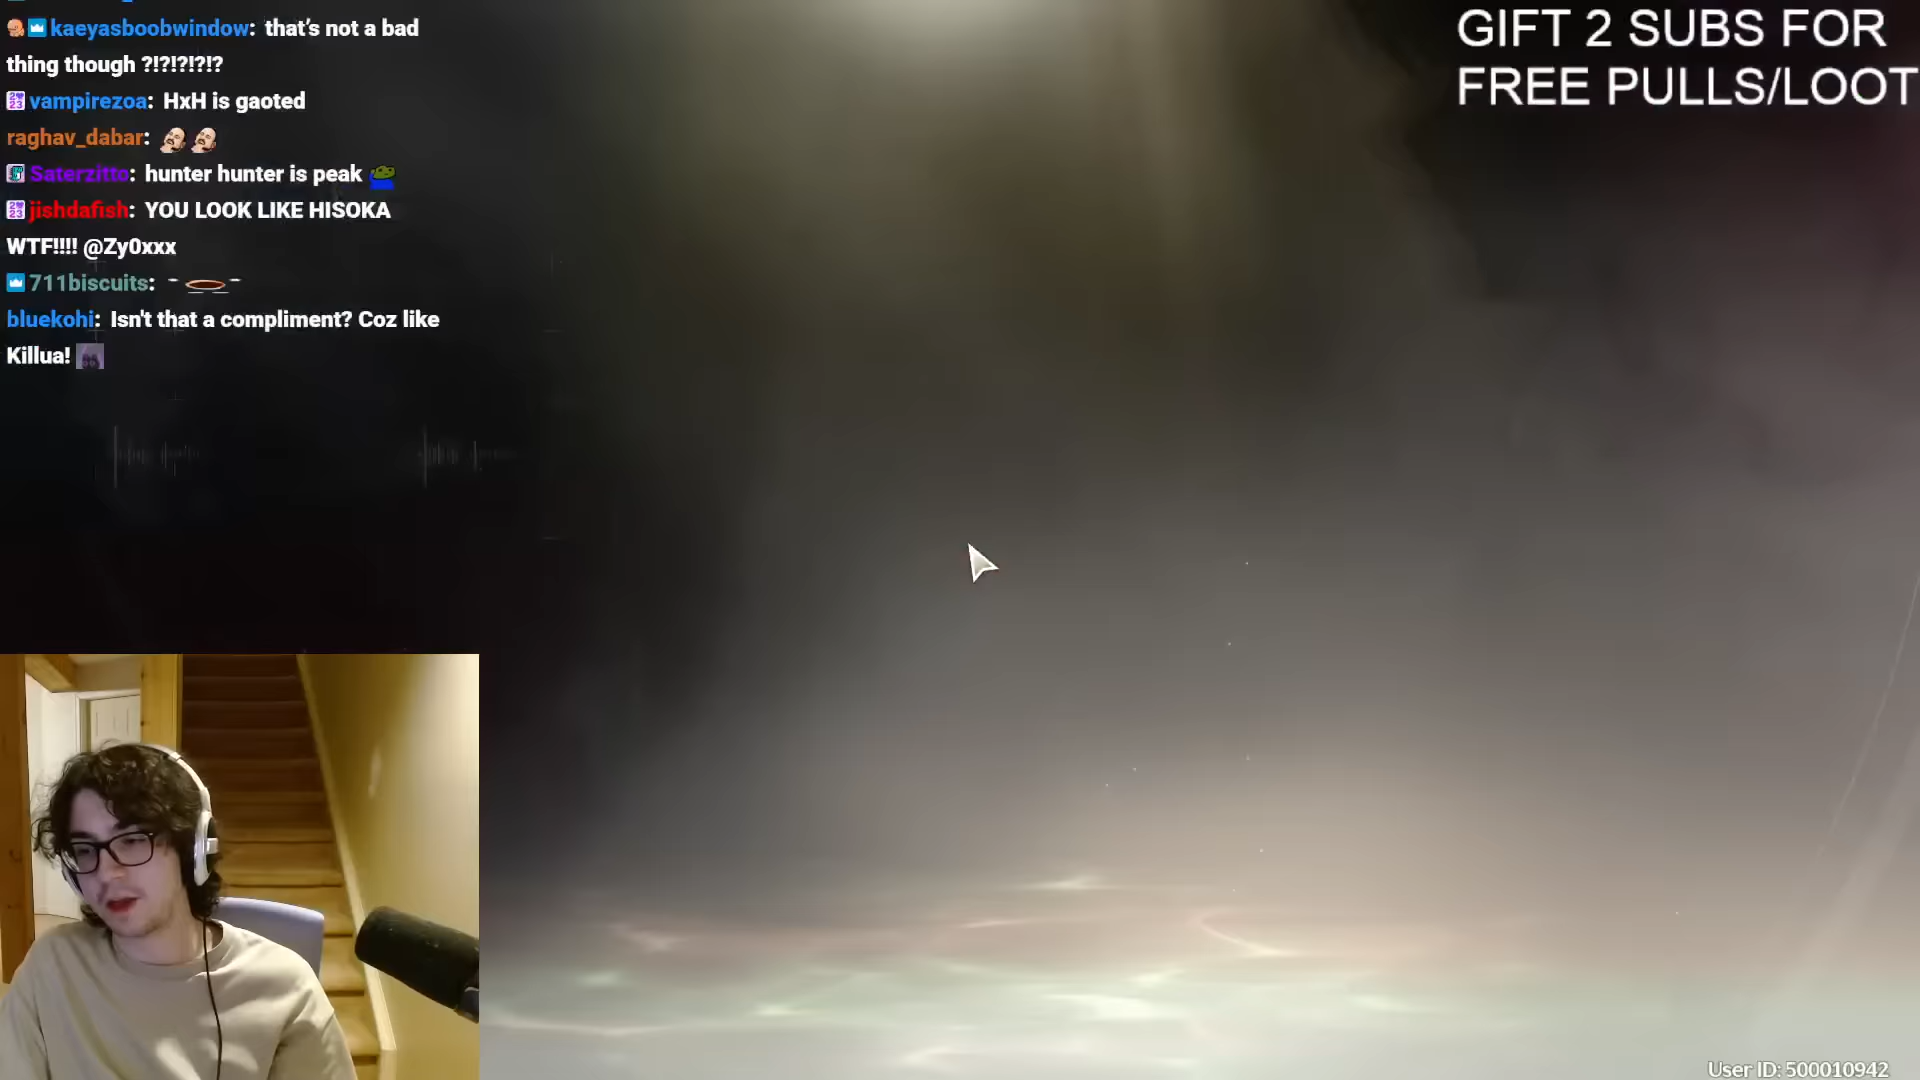 kaeyasboobwindow: that's not a bad
thing though ?!?!?!?!?
vampirezoa: HxH is gaoted
raghav_dabar:
Saterzitto: hunter hunter is peak
jishdafish: YOU LOOK LIKE HISOKA
WTF!!!! @Zy0xxx
711biscuits:
bluekohi: Isn't that a compliment? Coz like
Killua!
GIFT 2 SUBS FOR
FREE PULLS/LOOT
User ID: 500010942